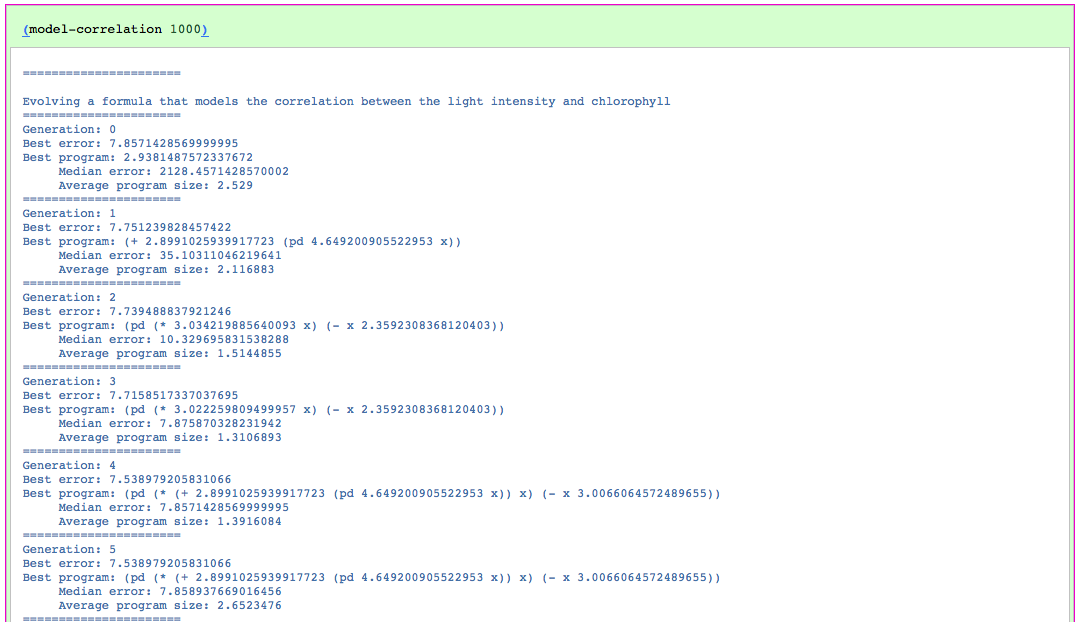 (model-correlation 1000)
======================
Evolving a formula that models the correlation between the light intensity and chlorophyll
======================
Generation: 0
Best error: 7.8571428569999995
Best program: 2.9381487572337672
Median error: 2128.4571428570002
Average program size: 2.529
======================
Generation: 1
Best error: 7.751239828457422
Best program: (+ 2.8991025939917723 (pd 4.649200905522953 x))
Median error: 35.10311046219641
Average program size: 2.116883
======================
Generation: 2
Best error: 7.739488837921246
Best program: (pd (* 3.034219885640093 x) (- x 2.3592308368120403))
Median error: 10.329695831538288
Average program size: 1.5144855
======================
Generation: 3
Best error: 7.7158517337037695
Best program: (pd (* 3.022259809499957 x) (- x 2.3592308368120403))
Median error: 7.875870328231942
Average program size: 1.3106893
======================
Generation: 4
Best error: 7.538979205831066
Best program: (pd (* (+ 2.8991025939917723 (pd 4.649200905522953 x)) x) (- x 3.0066064572489655))
Median error: 7.8571428569999995
Average program size: 1.3916084
======================
Generation: 5
Best error: 7.538979205831066
Best program: (pd (* (+ 2.8991025939917723 (pd 4.649200905522953 x)) x) (- x 3.0066064572489655))
Median error: 7.858937669016456
Average program size: 2.6523476
======================